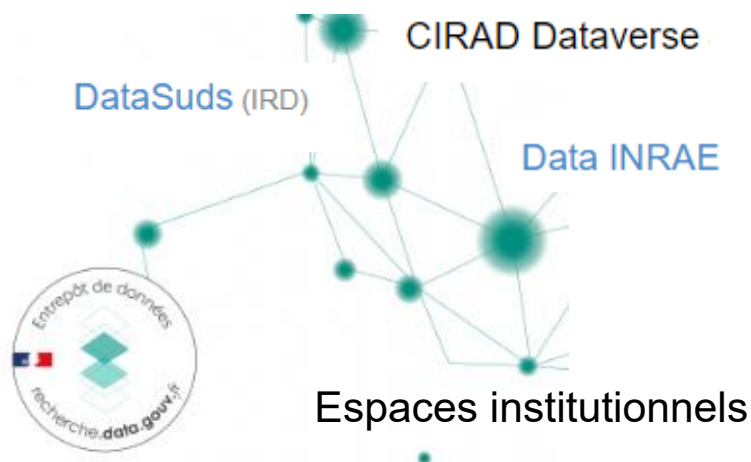 CIRAD Dataverse
DataSuds (IRD)
Data INRAE
Entrepôt de données
recherche.data.gouv.fr
Espaces institutionnels